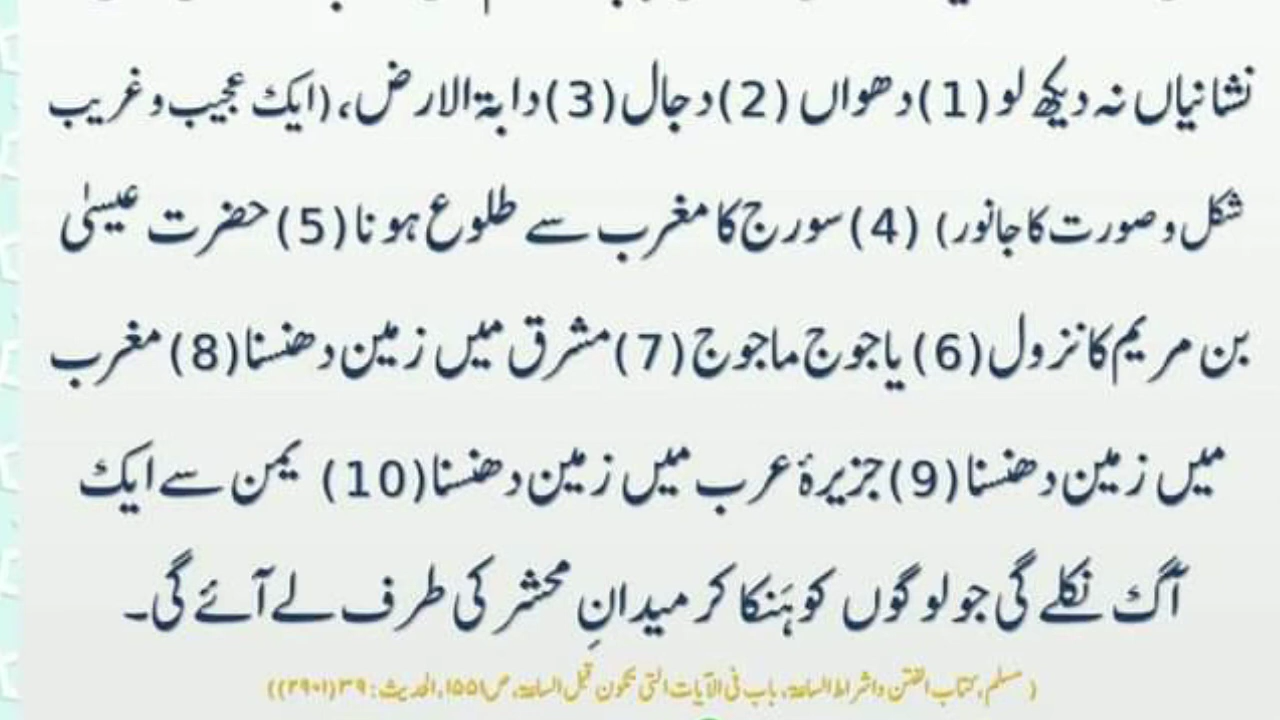 نشانیاں نہ دیکھ لو (1) دھواں (2) دجال (3) دابۃ الارض، (ایک عجیب و غریب
شکل و صورت کا جانور) (4) سورج کا مغرب سے طلوع ہونا (5) حضرت عیسیٰ
بن مریم کا نزول (6) یاجوج ماجوج (7) مشرق میں زمین دھنسنا (8) مغرب
میں زمین دھنسنا (9) جزیرۂ عرب میں زمین دھنسنا (10) یمن سے ایک
آگ نکلے گی جو لوگوں کو ہَنکا کر میدانِ محشر کی طرف لے آئے گی۔
( مسلم، کتاب الفتن واشراط الساعۃ، باب فی الآیات التی تکون قبل الساعۃ، ص۱۵۵۱، الحدیث: ۳۹(۲۹۰۱))